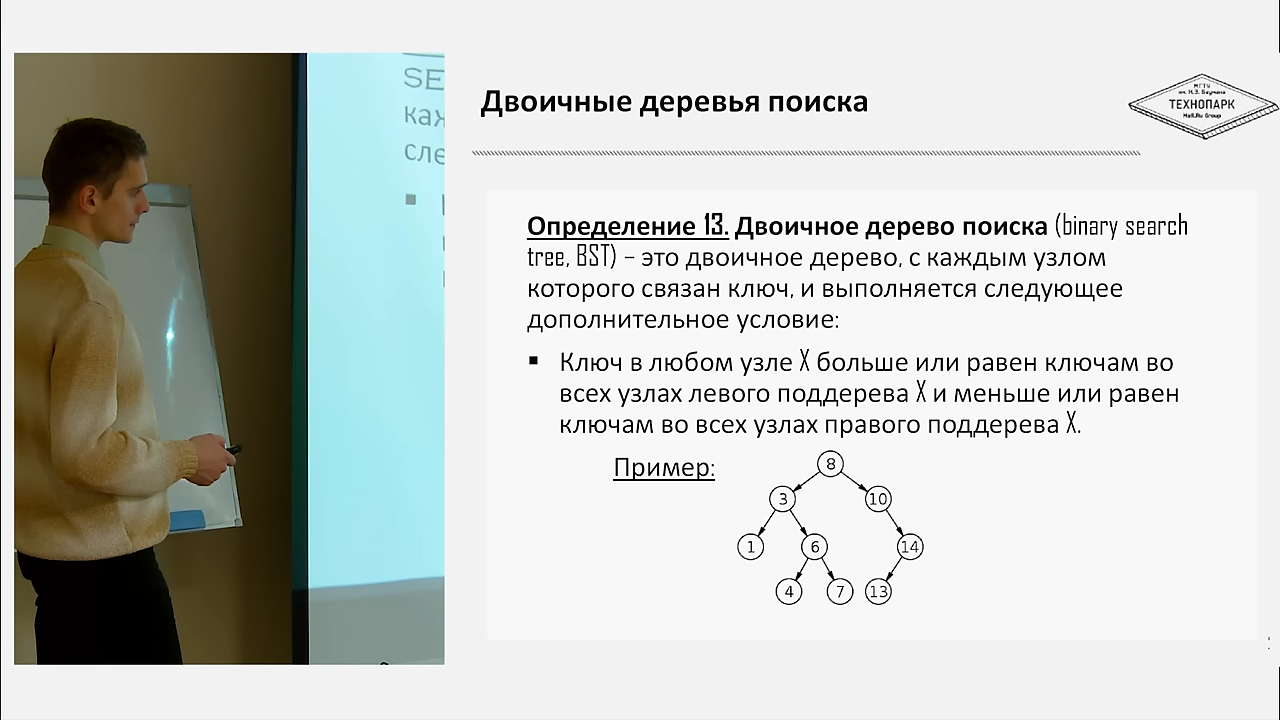 Двоичные деревья поиска
МГТУ
им. Н.Э. Баумана
ТЕХНОПАРК
Mail.Ru Group
SE
каж
сле
Определение 13. Двоичное дерево поиска (binary search
tree, BST) – это двоичное дерево, с каждым узлом
которого связан ключ, и выполняется следующее
дополнительное условие:
▪ Ключ в любом узле X больше или равен ключам во
всех узлах левого поддерева X и меньше или равен
ключам во всех узлах правого поддерева X.
Пример:
8
3 10
1 6 14
4 7 13